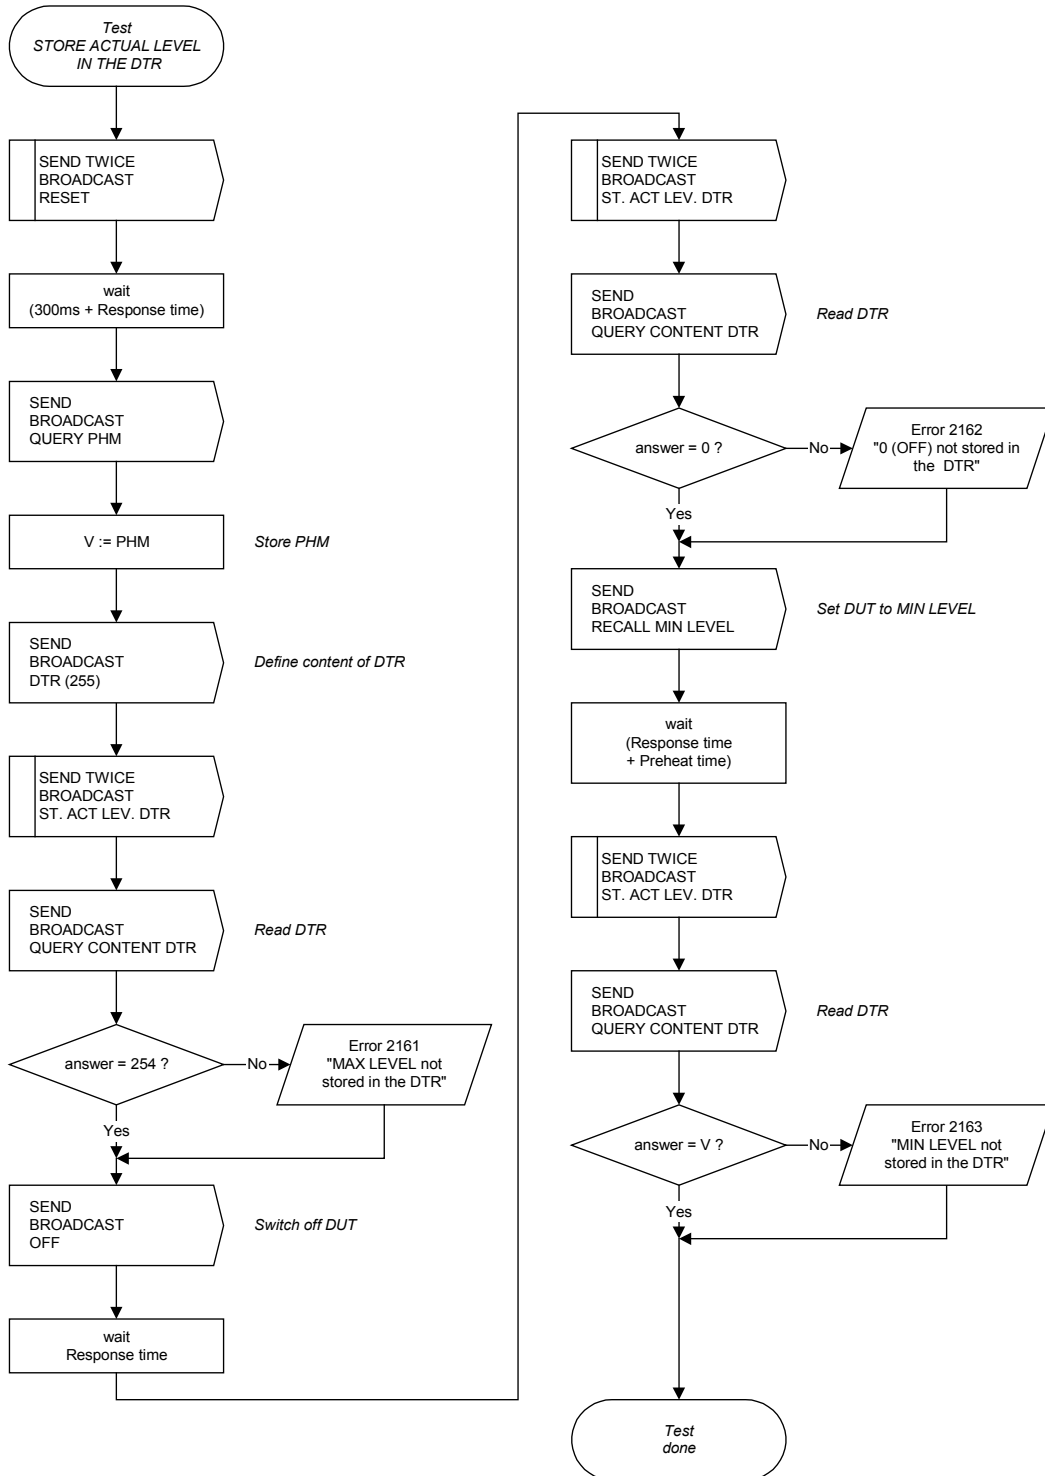 Test
STORE ACTUAL LEVEL
IN THE DTR
SEND TWICE
BROADCAST
RESET
wait
(300ms + Response time)
SEND
BROADCAST
QUERY PHM
V := PHM
Store PHM
SEND
BROADCAST
DTR (255)
Define content of DTR
SEND TWICE
BROADCAST
ST. ACT LEV. DTR
SEND
BROADCAST
QUERY CONTENT DTR
Read DTR
answer = 254 ?
No
Error 2161
"MAX LEVEL not
stored in the DTR"
Yes
SEND
BROADCAST
OFF
Switch off DUT
wait
Response time
SEND TWICE
BROADCAST
ST. ACT LEV. DTR
SEND
BROADCAST
QUERY CONTENT DTR
Read DTR
answer = 0 ?
No
Error 2162
"0 (OFF) not stored in
the DTR"
Yes
SEND
BROADCAST
RECALL MIN LEVEL
Set DUT to MIN LEVEL
wait
(Response time
+ Preheat time)
SEND TWICE
BROADCAST
ST. ACT LEV. DTR
SEND
BROADCAST
QUERY CONTENT DTR
Read DTR
answer = V ?
No
Error 2163
"MIN LEVEL not
stored in the DTR"
Yes
Test
done